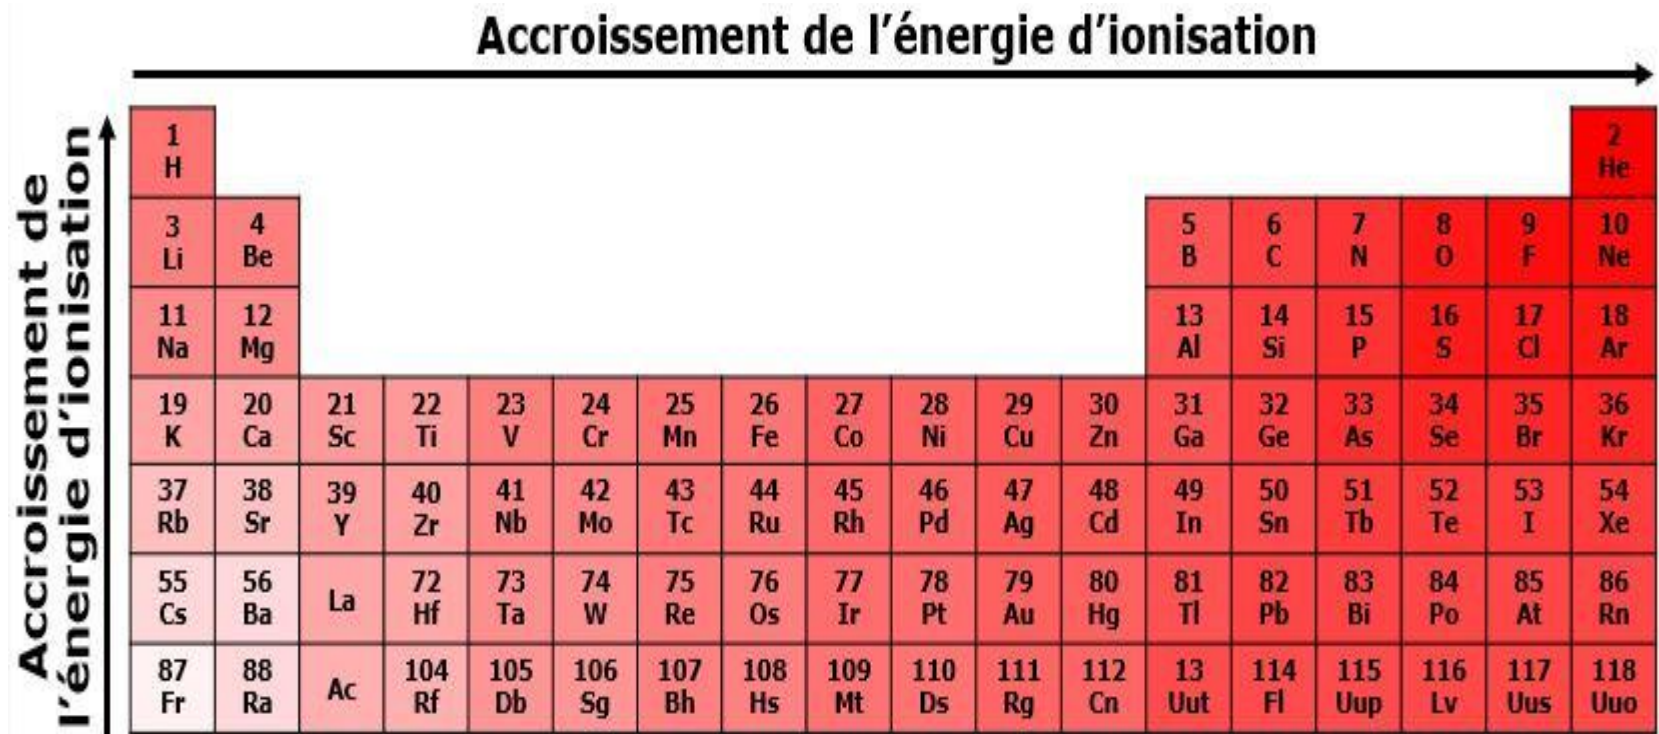 Accroissement de l'énergie d'ionisation
Accroissement de
l'énergie d'ionisation
1 2
H He
3 4 5 6 7 8 9 10
Li Be B C N O F Ne
11 12 13 14 15 16 17 18
Na Mg Al Si P S Cl Ar
19 20 21 22 23 24 25 26 27 28 29 30 31 32 33 34 35 36
K Ca Sc Ti V Cr Mn Fe Co Ni Cu Zn Ga Ge As Se Br Kr
37 38 39 40 41 42 43 44 45 46 47 48 49 50 51 52 53 54
Rb Sr Y Zr Nb Mo Tc Ru Rh Pd Ag Cd In Sn Tb Te I Xe
55 56 La 72 73 74 75 76 77 78 79 80 81 82 83 84 85 86
Cs Ba Hf Ta W Re Os Ir Pt Au Hg Tl Pb Bi Po At Rn
87 88 Ac 104 105 106 107 108 109 110 111 112 13 114 115 116 117 118
Fr Ra Rf Db Sg Bh Hs Mt Ds Rg Cn Uut Fl Uup Lv Uus Uuo